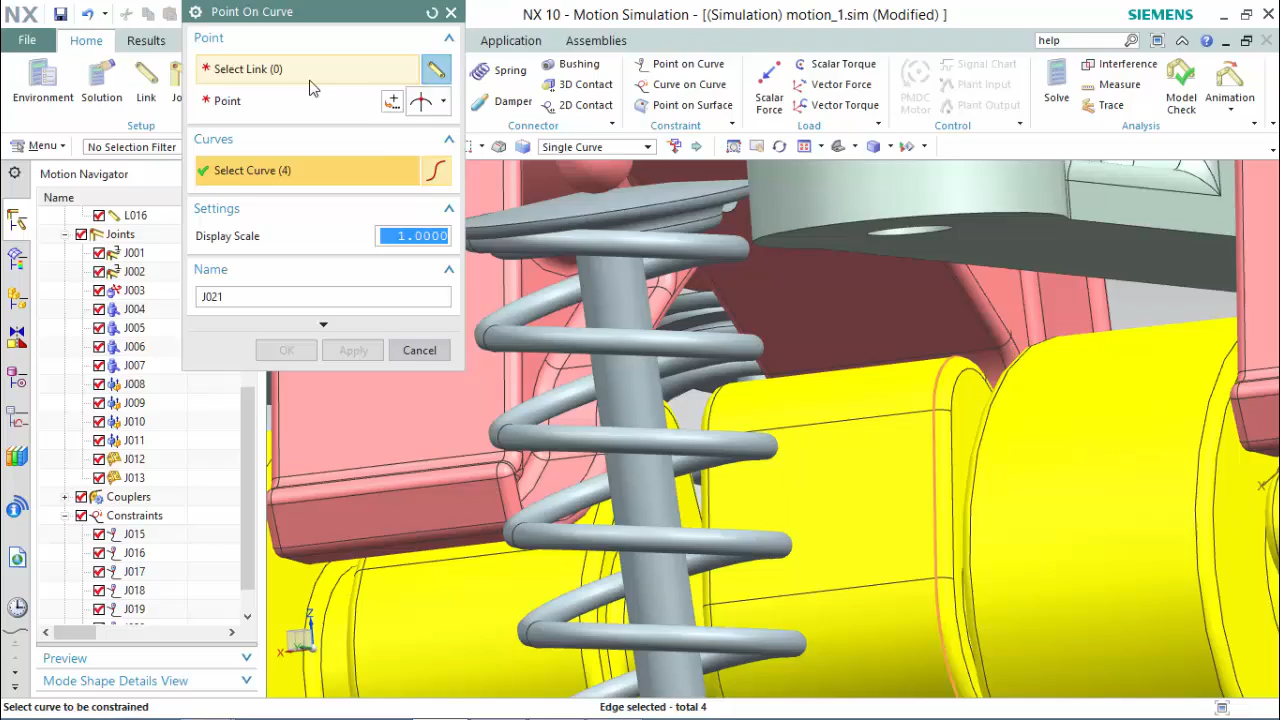 NX
NX 10 - Motion Simulation - [(Simulation) motion_1.sim (Modified) ]
SIEMENS
Point On Curve
Point
* Select Link (0)
* Point
Curves
Select Curve (4)
Settings
Display Scale
1.0000
Name
J021
OK
Apply
Cancel
File
Home
Results
Application
Assemblies
help
Environment
Solution
Link
Setup
Spring
Damper
Bushing
3D Contact
2D Contact
Connector
Point on Curve
Curve on Curve
Point on Surface
Constraint
Scalar Force
Scalar Torque
Vector Force
Vector Torque
Load
PMDC Motor
Signal Chart
Plant Input
Plant Output
Control
Solve
Interference
Measure
Trace
Model Check
Animation
Analysis
Menu
No Selection Filter
Single Curve
Motion Navigator
Name
L016
Joints
J001
J002
J003
J004
J005
J006
J007
J008
J009
J010
J011
J012
J013
Couplers
Constraints
J015
J016
J017
J018
J019
Preview
Mode Shape Details View
Z
X
X
Select curve to be constrained
Edge selected - total 4